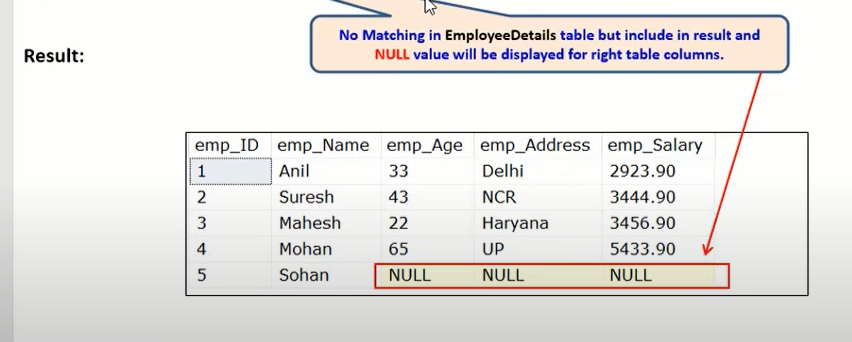 No Matching in EmployeeDetails table but include in result and
NULL value will be displayed for right table columns.
Result:
emp_ID emp_Name emp_Age emp_Address emp_Salary
1 Anil 33 Delhi 2923.90
2 Suresh 43 NCR 3444.90
3 Mahesh 22 Haryana 3456.90
4 Mohan 65 UP 5433.90
5 Sohan NULL NULL NULL